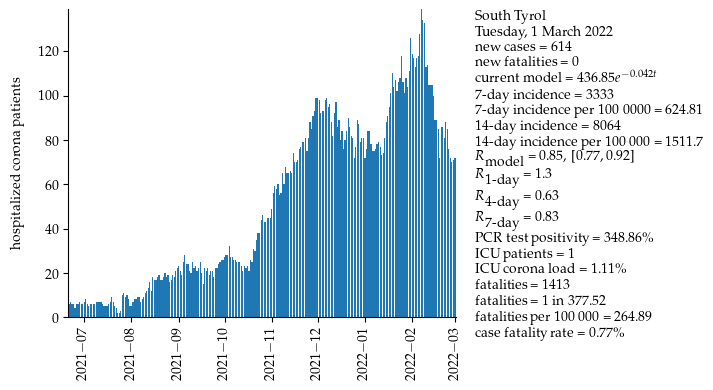 South Tyrol
Tuesday, 1 March 2022
new cases = 614
new fatalities = 0
current model = 436.85e^−0.042t
7-day incidence = 3333
7-day incidence per 100 0000 = 624.81
14-day incidence = 8064
14-day incidence per 100 000 = 1511.7
R_model = 0.85, [0.77, 0.92]
R_1-day = 1.3
R_4-day = 0.63
R_7-day = 0.83
PCR test positivity = 348.86%
ICU patients = 1
ICU corona load = 1.11%
fatalities = 1413
fatalities = 1 in 377.52
fatalities per 100 000 = 264.89
case fatality rate = 0.77%
hospitalized corona patients
120
100
80
60
40
20
0
2021−07
2021−08
2021−09
2021−10
2021−11
2021−12
2022−01
2022−02
2022−03